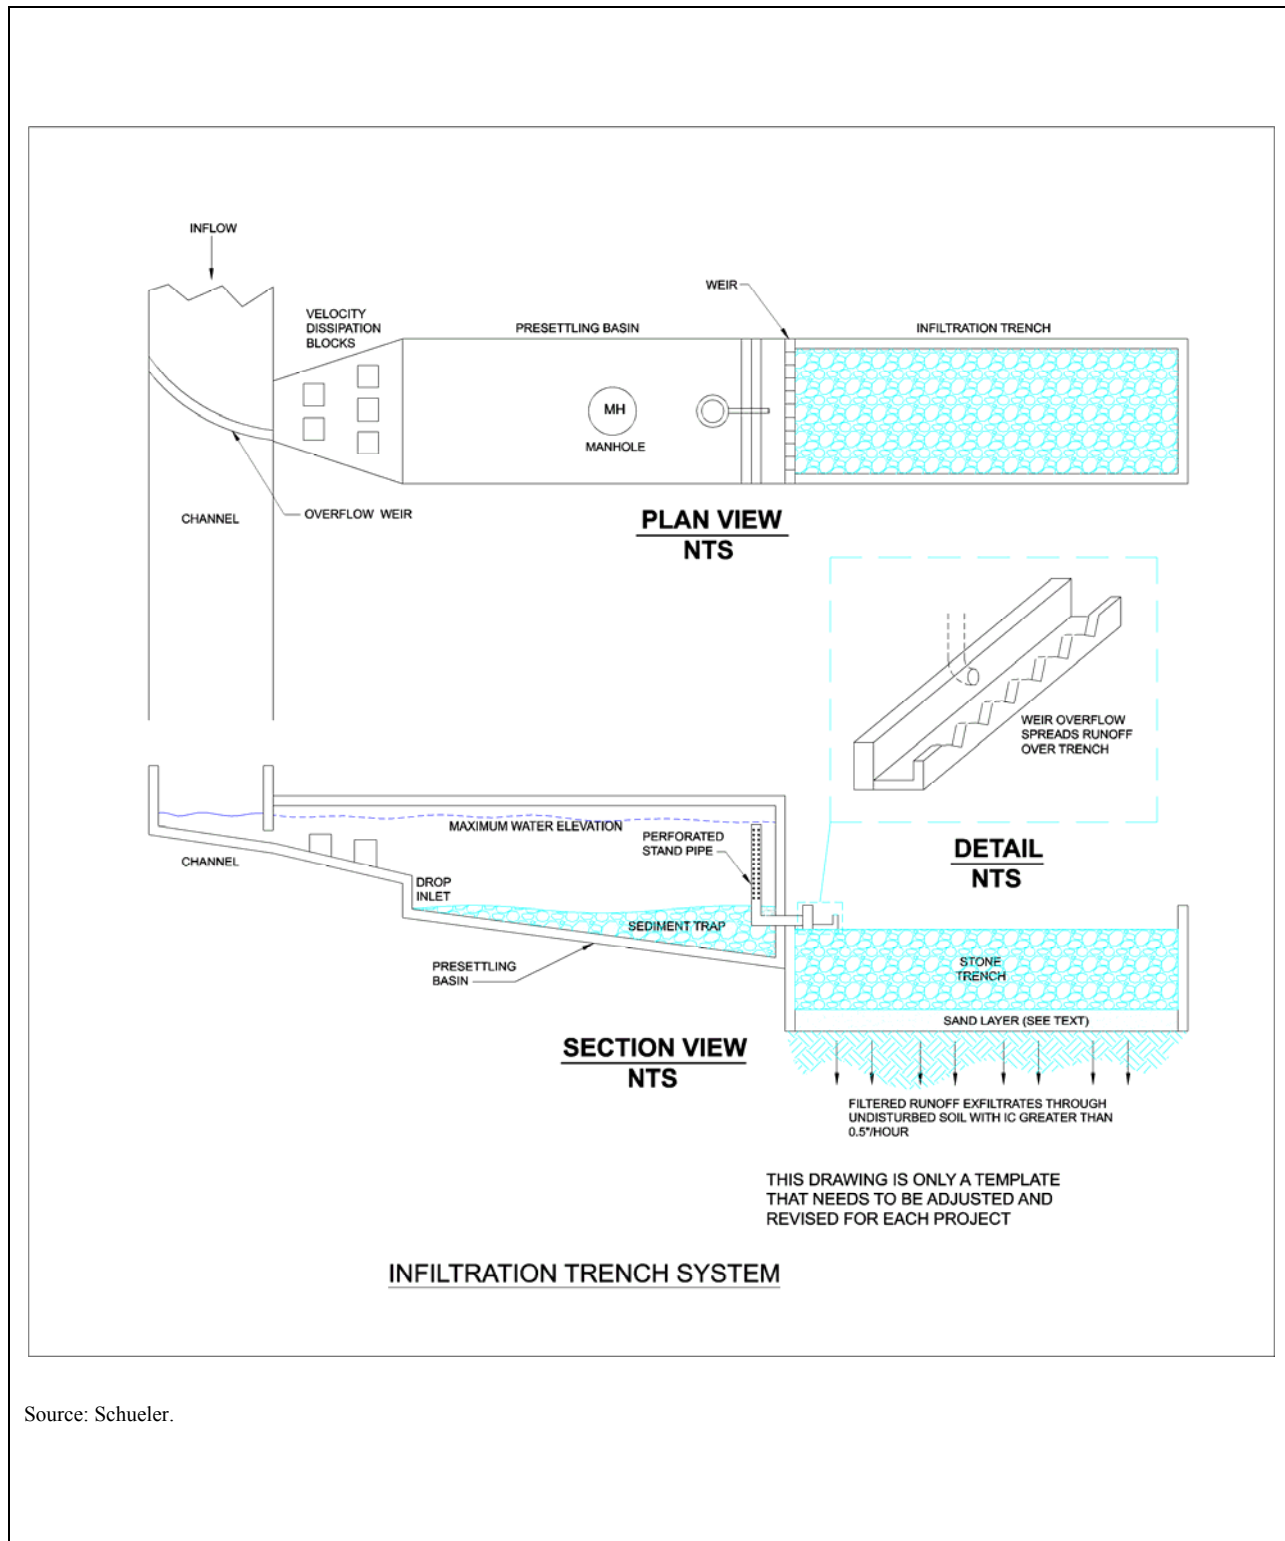 INFLOW
VELOCITY
DISSIPATION
BLOCKS
PRESETTLING BASIN
WEIR
INFILTRATION TRENCH
MH
MANHOLE
CHANNEL
OVERFLOW WEIR
PLAN VIEW
NTS
WEIR OVERFLOW
SPREADS RUNOFF
OVER TRENCH
DETAIL
NTS
MAXIMUM WATER ELEVATION
PERFORATED
STAND PIPE
CHANNEL
DROP
INLET
SEDIMENT TRAP
PRESETTLING
BASIN
STONE
TRENCH
SAND LAYER (SEE TEXT)
SECTION VIEW
NTS
FILTERED RUNOFF EXFILTRATES THROUGH
UNDISTURBED SOIL WITH IC GREATER THAN
0.5"/HOUR
THIS DRAWING IS ONLY A TEMPLATE
THAT NEEDS TO BE ADJUSTED AND
REVISED FOR EACH PROJECT
INFILTRATION TRENCH SYSTEM
Source: Schueler.